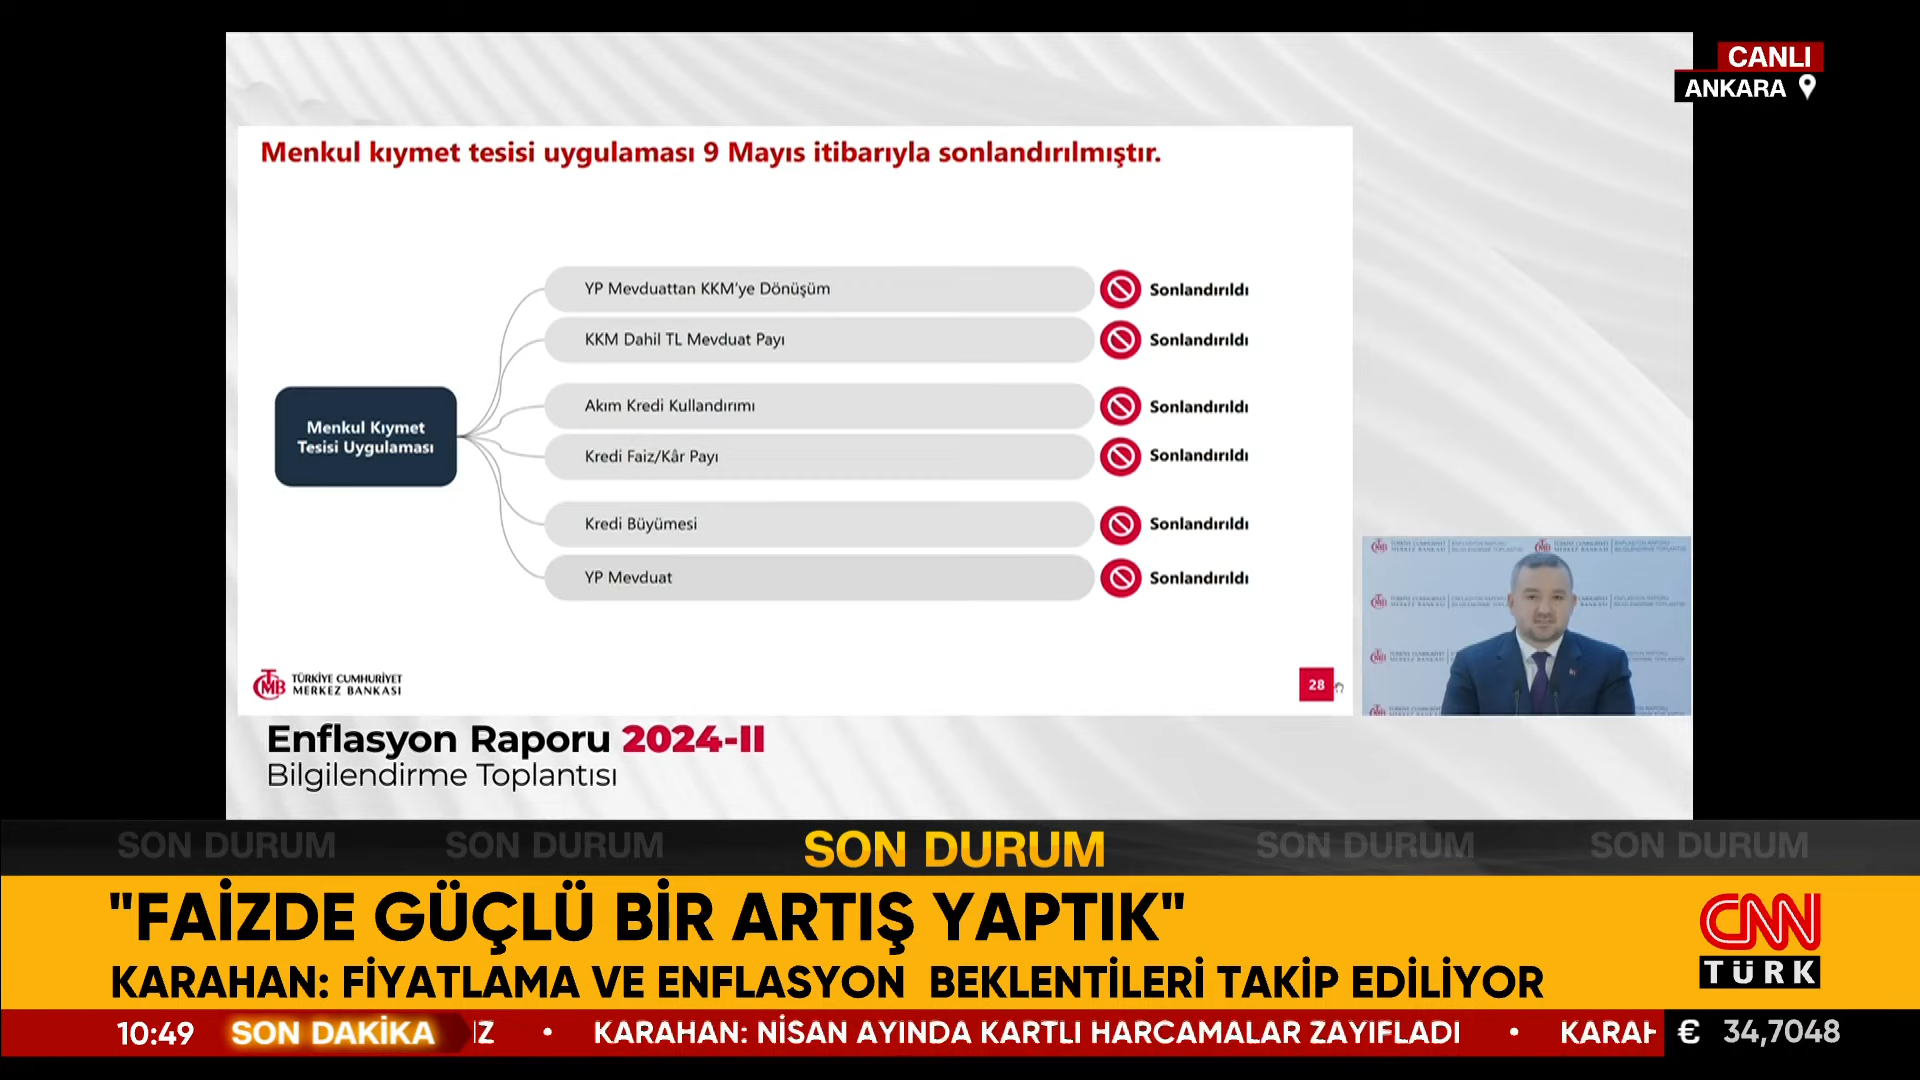 CANLI
ANKARA
Menkul kıymet tesisi uygulaması 9 Mayıs itibarıyla sonlandırılmıştır.
YP Mevduattan KKM'ye Dönüşüm
Sonlandırıldı
KKM Dahil TL Mevduat Payı
Sonlandırıldı
Akım Kredi Kullandırımı
Sonlandırıldı
Menkul Kıymet
Tesisi Uygulaması
Kredi Faiz/Kâr Payı
Sonlandırıldı
Kredi Büyümesi
Sonlandırıldı
YP Mevduat
Sonlandırıldı
TÜRKİYE CUMHURİYET
MERKEZ BANKASI
28
Enflasyon Raporu 2024-II
Bilgilendirme Toplantısı
SON DURUM SON DURUM SON DURUM SON DURUM SON DURUM
"FAİZDE GÜÇLÜ BİR ARTIŞ YAPTIK"
KARAHAN: FİYATLAMA VE ENFLASYON BEKLENTİLERİ TAKİP EDİLİYOR
CNN
TÜRK
10:49 SON DAKİKA IZ • KARAHAN: NİSAN AYINDA KARTLI HARCAMALAR ZAYIFLADI • KARAH € 34,7048